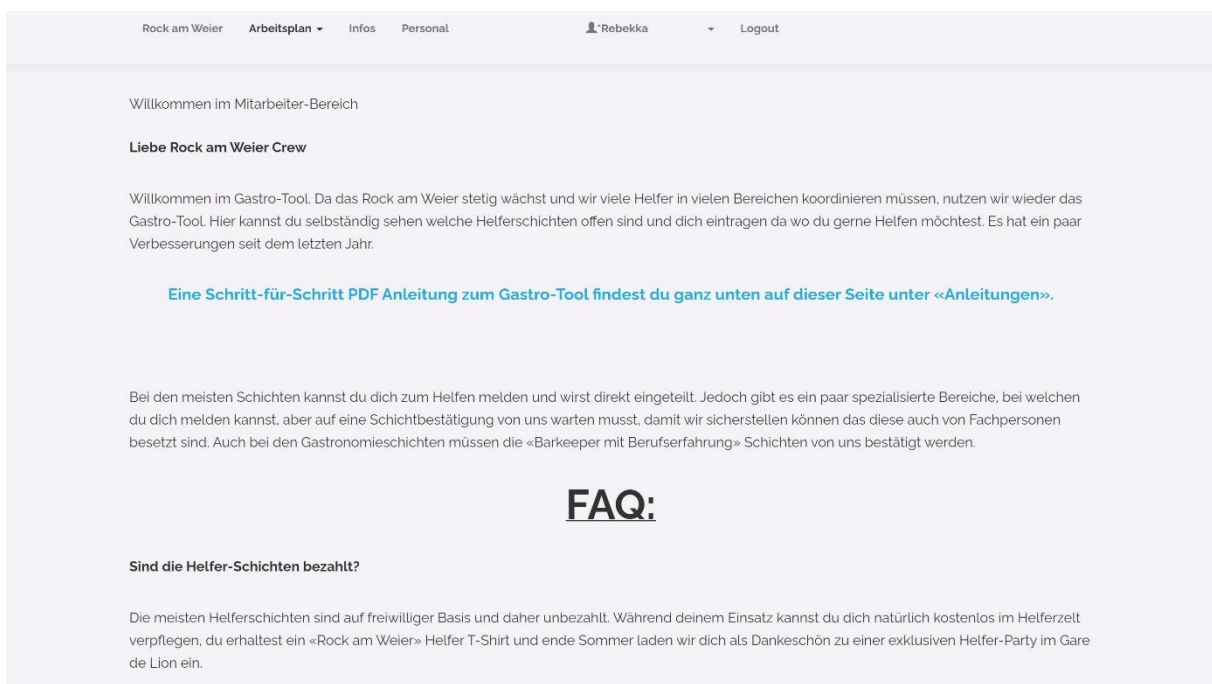 Rock am Weier Arbeitsplan Infos Personal Rebekka Logout
Willkommen im Mitarbeiter-Bereich
Liebe Rock am Weier Crew
Willkommen im Gastro-Tool. Da das Rock am Weier stetig wächst und wir viele Helfer in vielen Bereichen koordinieren müssen, nutzen wir wieder das
Gastro-Tool. Hier kannst du selbständig sehen welche Helferschichten offen sind und dich eintragen da wo du gerne Helfen möchtest. Es hat ein paar
Verbesserungen seit dem letzten Jahr.
Eine Schritt-für-Schritt PDF Anleitung zum Gastro-Tool findest du ganz unten auf dieser Seite unter «Anleitungen».
Bei den meisten Schichten kannst du dich zum Helfen melden und wirst direkt eingeteilt. Jedoch gibt es ein paar spezialisierte Bereiche, bei welchen
du dich melden kannst, aber auf eine Schichtbestätigung von uns warten musst, damit wir sicherstellen können das diese auch von Fachpersonen
besetzt sind. Auch bei den Gastronomieschichten müssen die «Barkeeper mit Berufserfahrung» Schichten von uns bestätigt werden.
FAQ:
Sind die Helfer-Schichten bezahlt?
Die meisten Helferschichten sind auf freiwilliger Basis und daher unbezahlt. Während deinem Einsatz kannst du dich natürlich kostenlos im Helferzelt
verpflegen, du erhaltest ein «Rock am Weier» Helfer T-Shirt und ende Sommer laden wir dich als Dankeschön zu einer exklusiven Helfer-Party im Gare
de Lion ein.